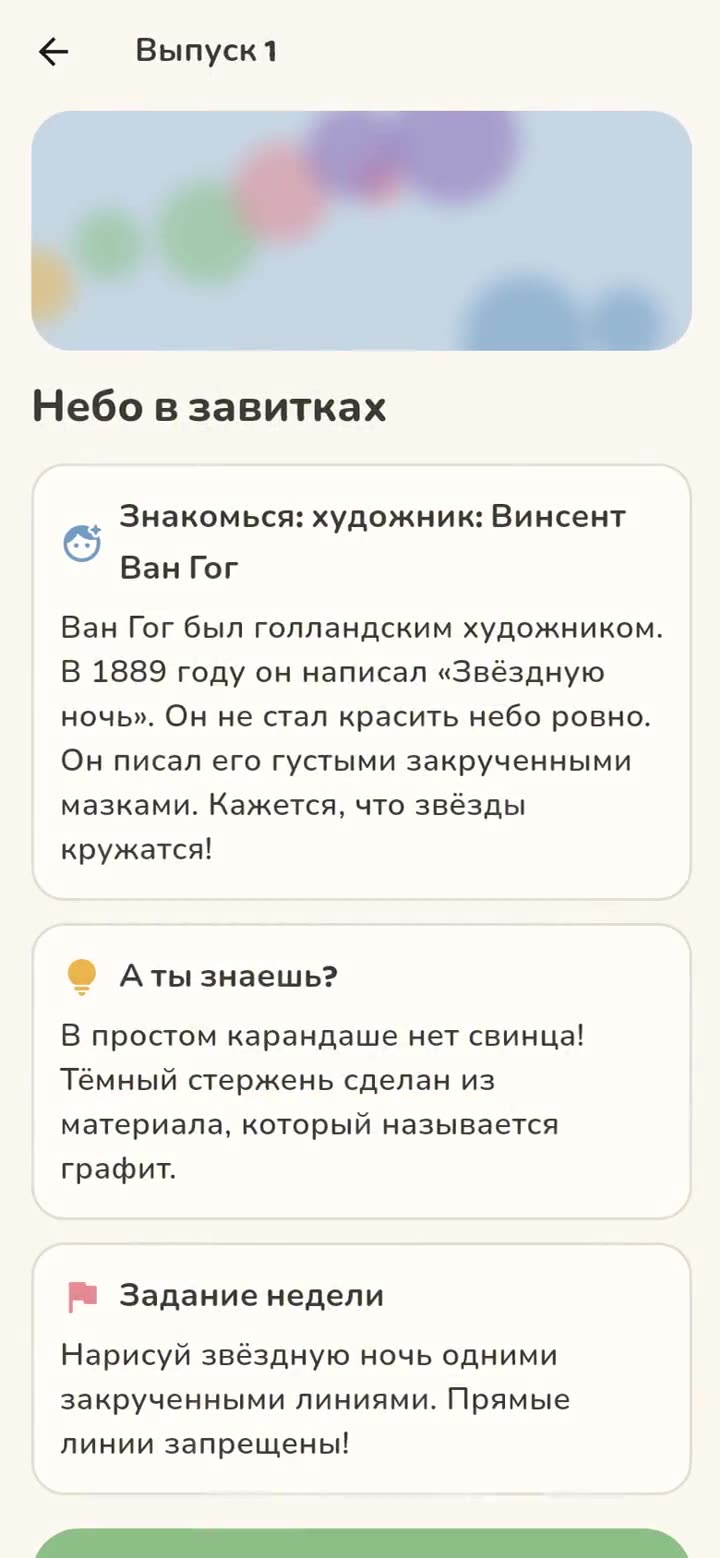 Выпуск 1
Небо в завитках
Знакомься: художник: Винсент
Ван Гог
Ван Гог был голландским художником.
В 1889 году он написал «Звёздную
ночь». Он не стал красить небо ровно.
Он писал его густыми закрученными
мазками. Кажется, что звёзды
кружатся!
А ты знаешь?
В простом карандаше нет свинца!
Тёмный стержень сделан из
материала, который называется
графит.
Задание недели
Нарисуй звёздную ночь одними
закрученными линиями. Прямые
линии запрещены!